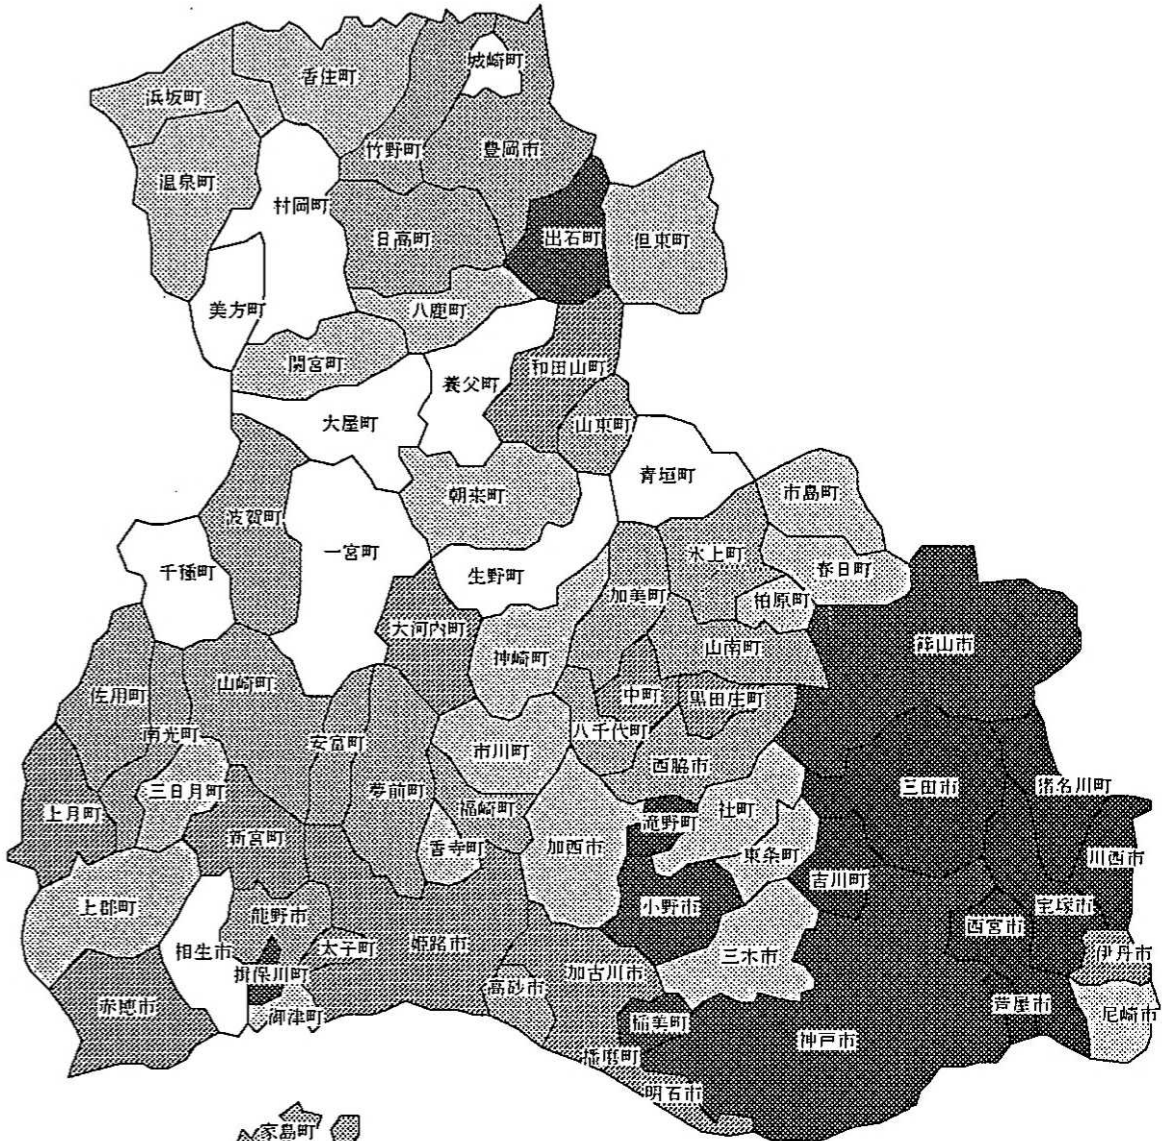 城崎町
香住町
浜坂町
竹野町
豊岡市
温泉町
村岡町
日高町
出石町
但東町
美方町
八鹿町
関宮町
和田山町
養父町
大屋町
山東町
青垣町
朝来町
市島町
波賀町
氷上町
一宮町
千種町
生野町
春日町
加美町
柏原町
大河内町
山南町
篠山市
神崎町
山崎町
佐用町
中町
黒田庄町
南光町
安富町
八千代町
市川町
西脇市
三田市
猪名川町
三日月町
夢前町
上月町
福崎町
社町
滝野町
新宮町
香寺町
加西市
東条町
川西市
吉川町
上郡町
龍野市
小野市
宝塚市
西宮市
相生市
太子町
姫路市
三木市
伊丹市
揖保川町
加古川市
高砂市
赤穂市
御津町
芦屋市
尼崎市
稲美町
神戸市
播磨町
明石市
家島町